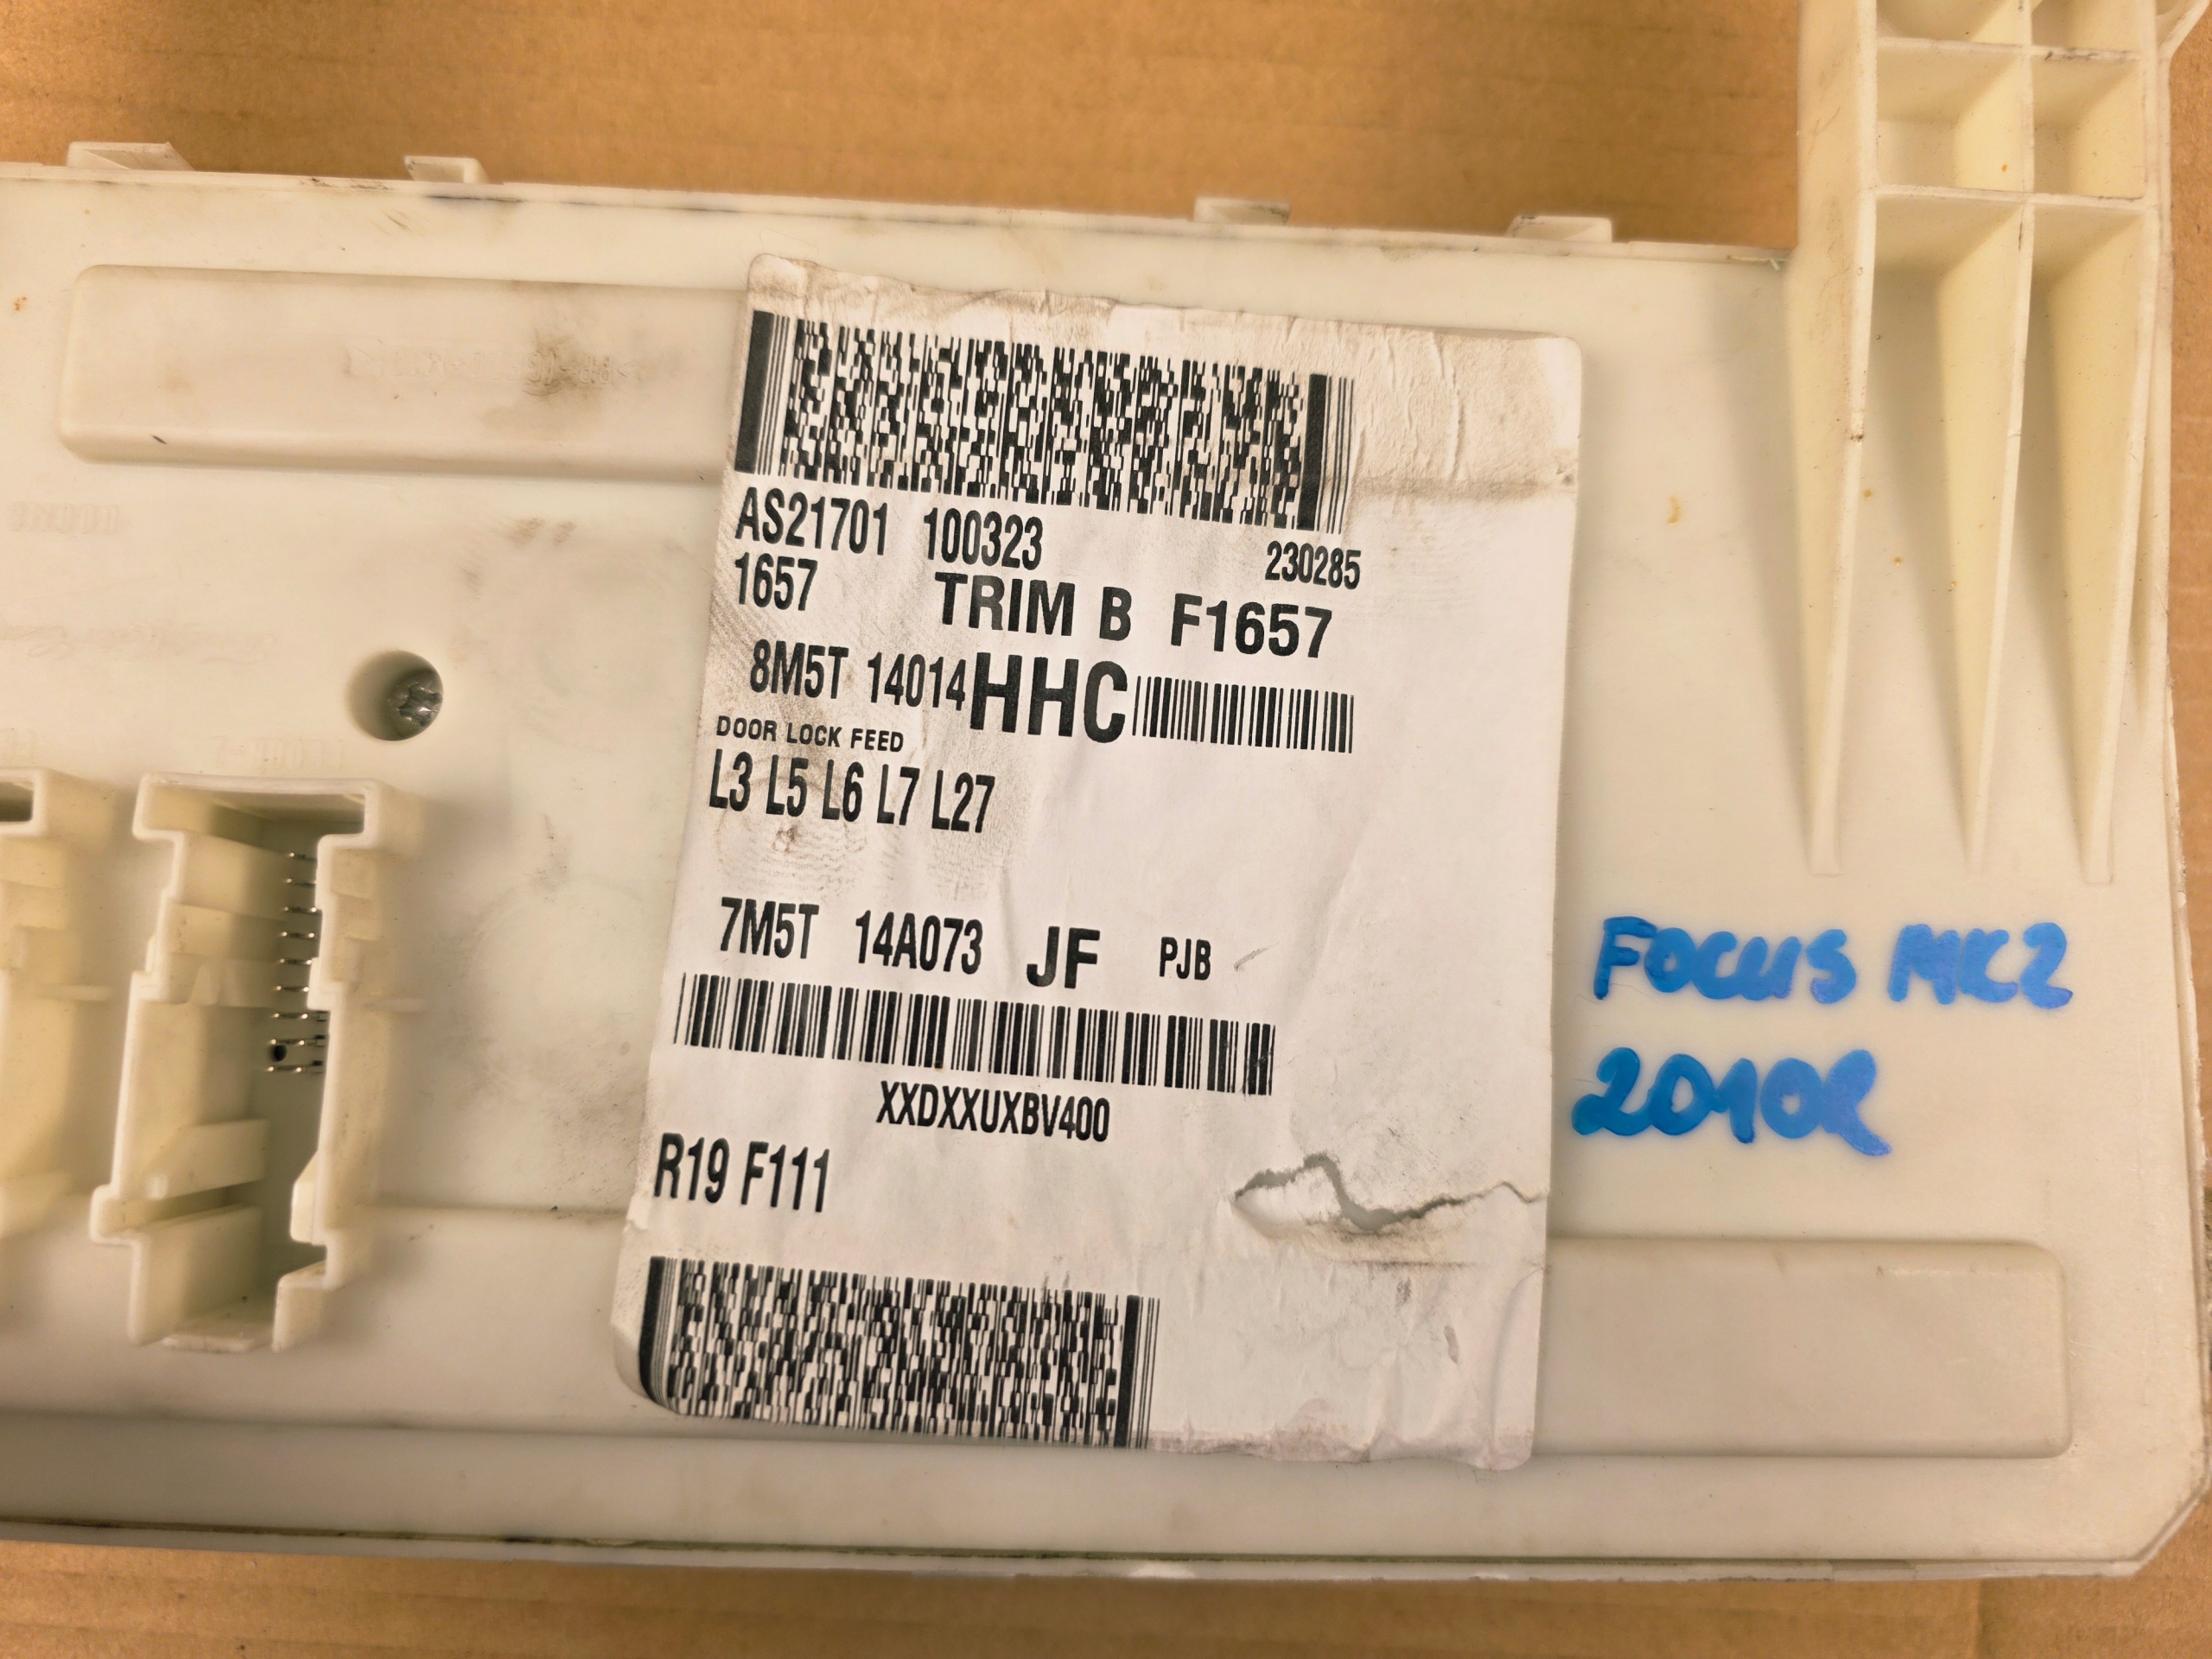 AS21701 100323 230285
1657 TRIM B F1657
8M5T 14014HHC
DOOR LOCK FEED
L3 L5 L6 L7 L27
7M5T 14A073 JF PJB
XXDXXUXBV400
R19 F111
FOCUS MK2
2010R